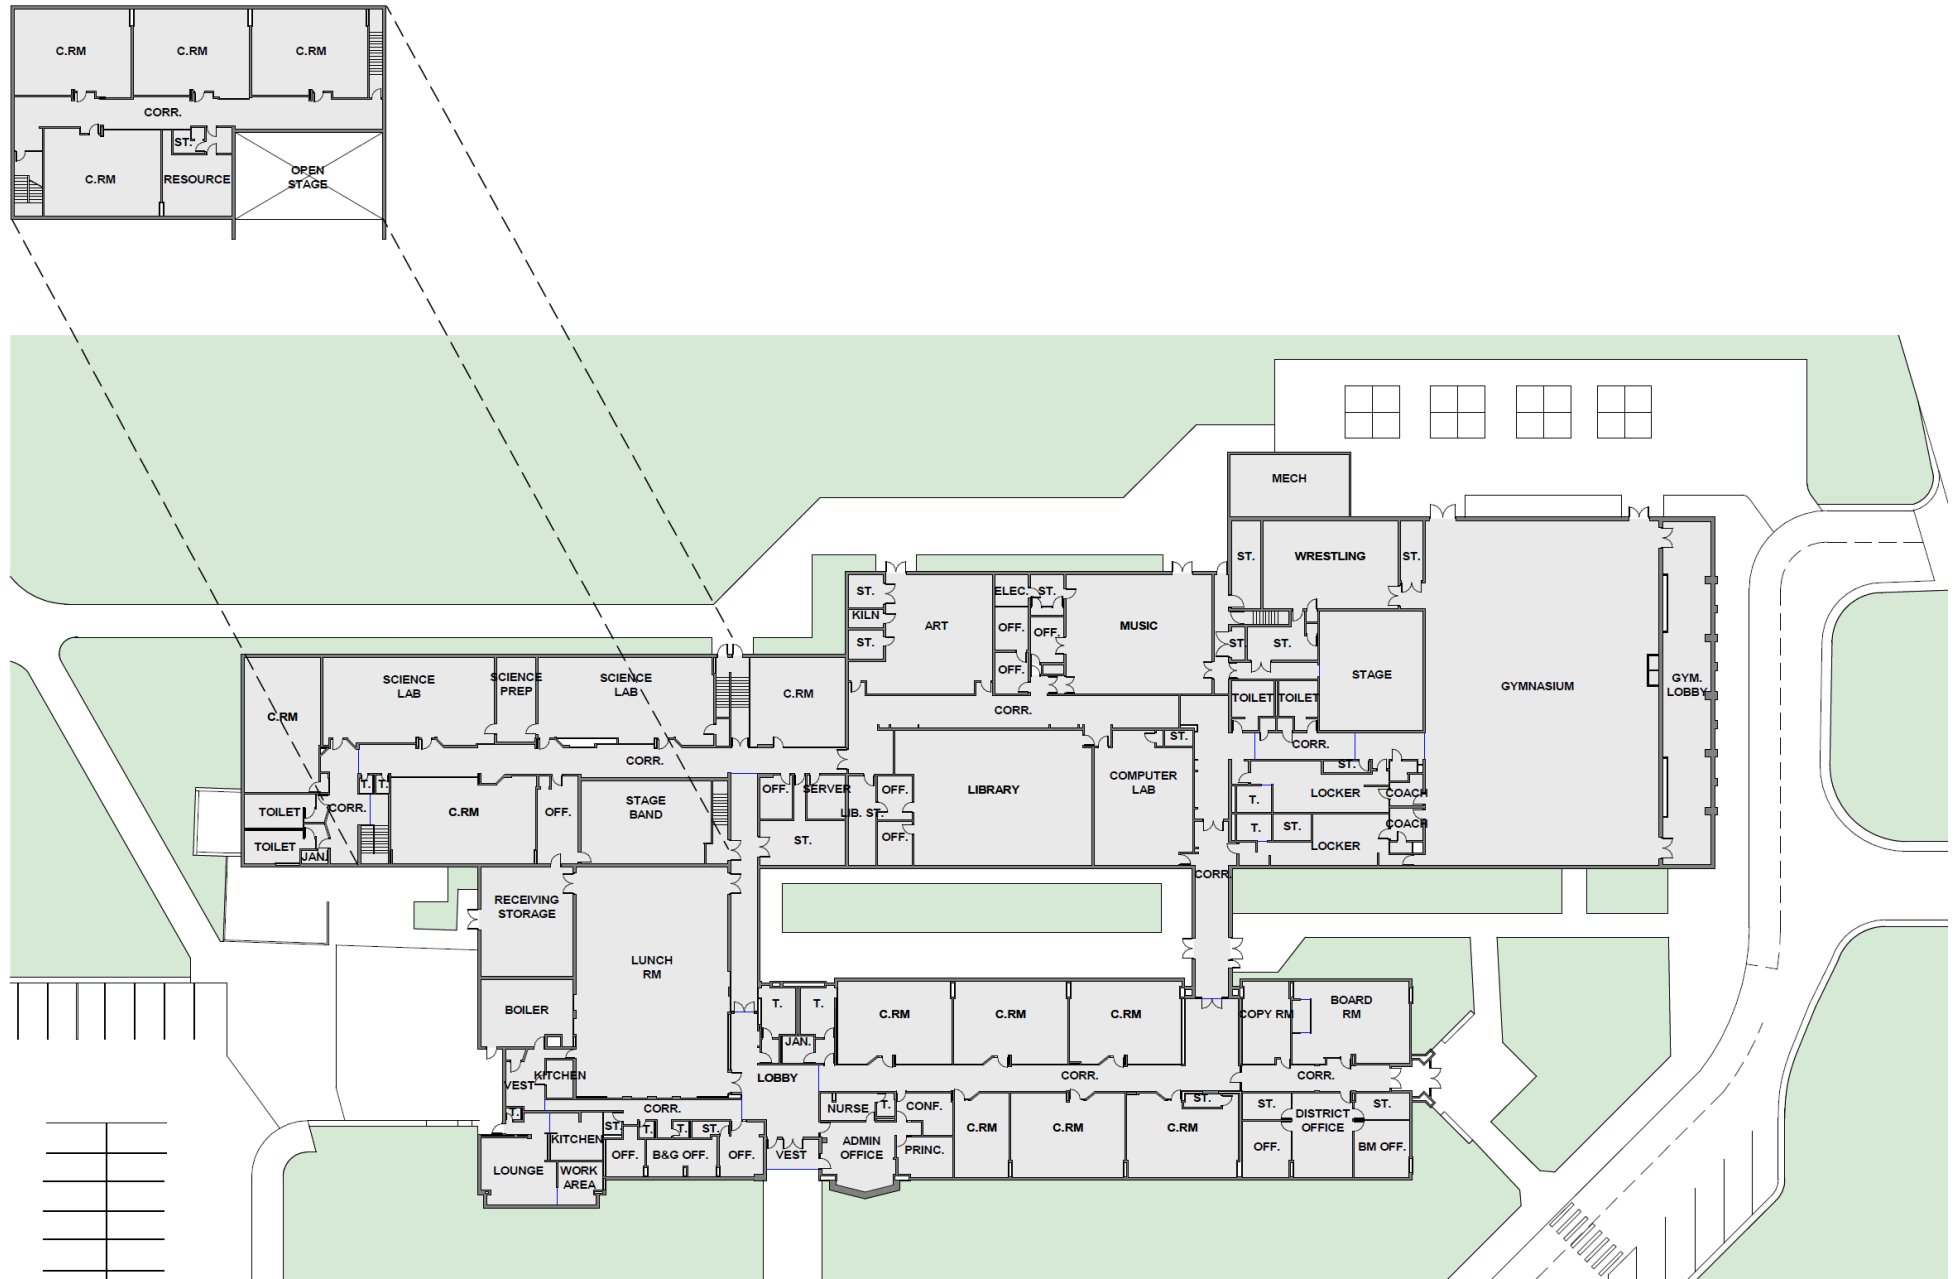 C.RM
C.RM
C.RM
CORR.
ST.
C.RM
RESOURCE
OPEN
STAGE
MECH
ST.
WRESTLING
ST.
ST.
KILN
ST.
ART
ELEC.
ST.
OFF.
OFF.
OFF.
MUSIC
ST.
ST.
STAGE
GYMNASIUM
GYM.
LOBBY
TOILET
TOILET
CORR.
C.RM
SCIENCE
LAB
SCIENCE
PREP
SCIENCE
LAB
C.RM
CORR.
CORR.
ST.
CORR.
T.
T.
C.RM
OFF.
STAGE
BAND
OFF.
SERVER
LIB. ST.
OFF.
OFF.
ST.
LIBRARY
COMPUTER
LAB
ST.
LOCKER
COACH
T.
T.
ST.
COACH
LOCKER
TOILET
TOILET
JAN.
CORR.
RECEIVING
STORAGE
LUNCH
RM
BOILER
T.
T.
JAN.
C.RM
C.RM
C.RM
COPY RM
BOARD
RM
VEST
KITCHEN
LOBBY
CORR.
CORR.
T.
CORR.
NURSE
T.
CONF.
ST.
ST.
DISTRICT
OFFICE
ST.
ST.
T.
T.
ST.
KITCHEN
LOUNGE
WORK
AREA
OFF.
B&G OFF.
OFF.
VEST
ADMIN
OFFICE
PRINC.
C.RM
C.RM
C.RM
OFF.
BM OFF.